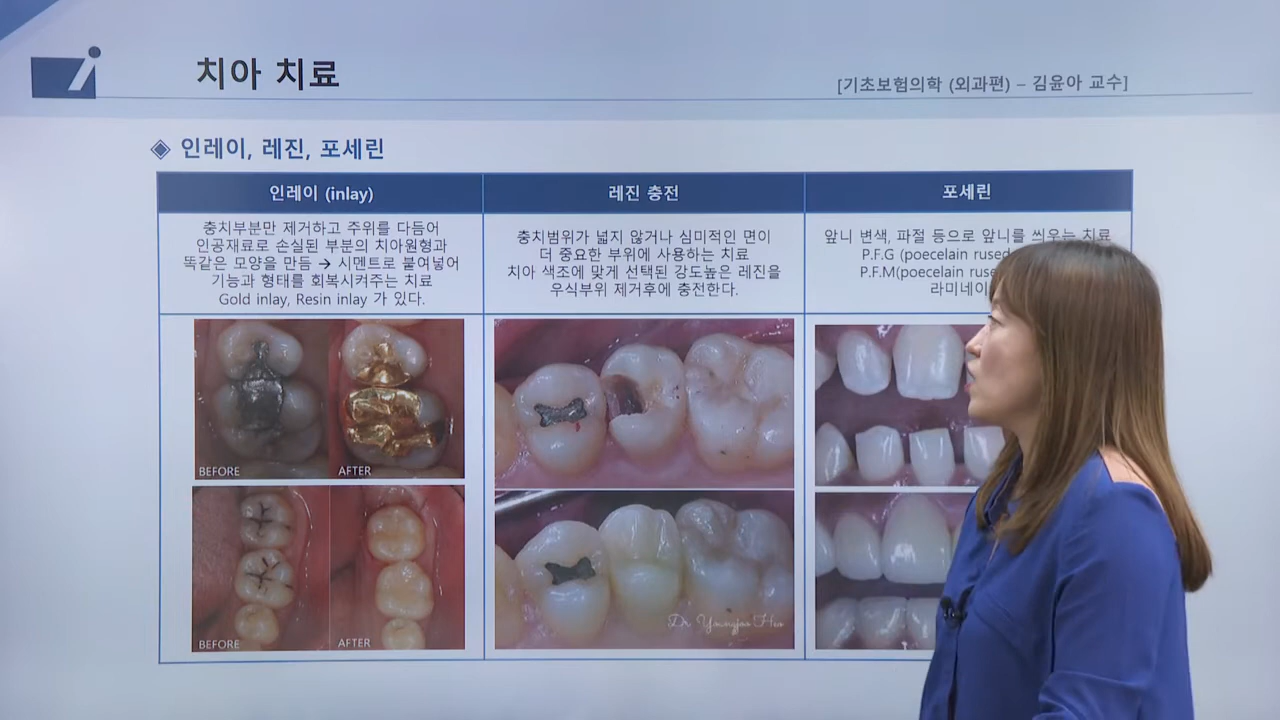 치아 치료
[기초보험의학 (외과편) – 김윤아 교수]
◈ 인레이, 레진, 포세린
인레이 (inlay)
충치부분만 제거하고 주위를 다듬어
인공재료로 손실된 부분의 치아원형과
똑같은 모양을 만듬 → 시멘트로 붙여넣어
기능과 형태를 회복시켜주는 치료
Gold inlay, Resin inlay 가 있다.
BEFORE
AFTER
BEFORE
AFTER
레진 충전
충치범위가 넓지 않거나 심미적인 면이
더 중요한 부위에 사용하는 치료
치아 색조에 맞게 선택된 강도높은 레진을
우식부위 제거후에 충전한다.
Dr. Youngjoo Heo
포세린
앞니 변색, 파절 등으로 앞니를 씌우는 치료
P.F.G (poecelain rused
P.F.M(poecelain ruse
라미네이